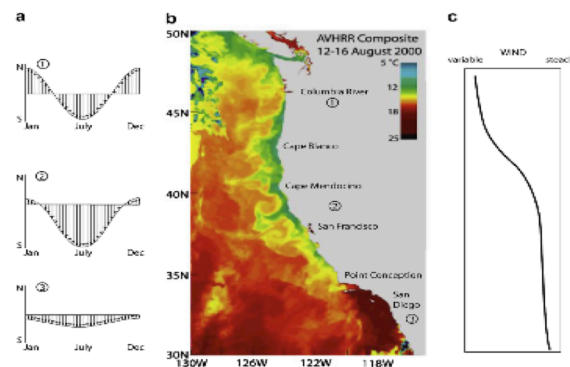 a
①
N
S
Jan July Dec
②
N
S
Jan July Dec
③
N
S
Jan July Dec
b
50N
45N
40N
35N
30N
130W 126W 122W 118W
AVHRR Composite
12-16 August 2000
5 °C
12
18
25
Columbia River
①
Cape Blanco
Cape Mendocino
②
San Francisco
Point Conception
San
Diego
③
c
WIND
variable steady